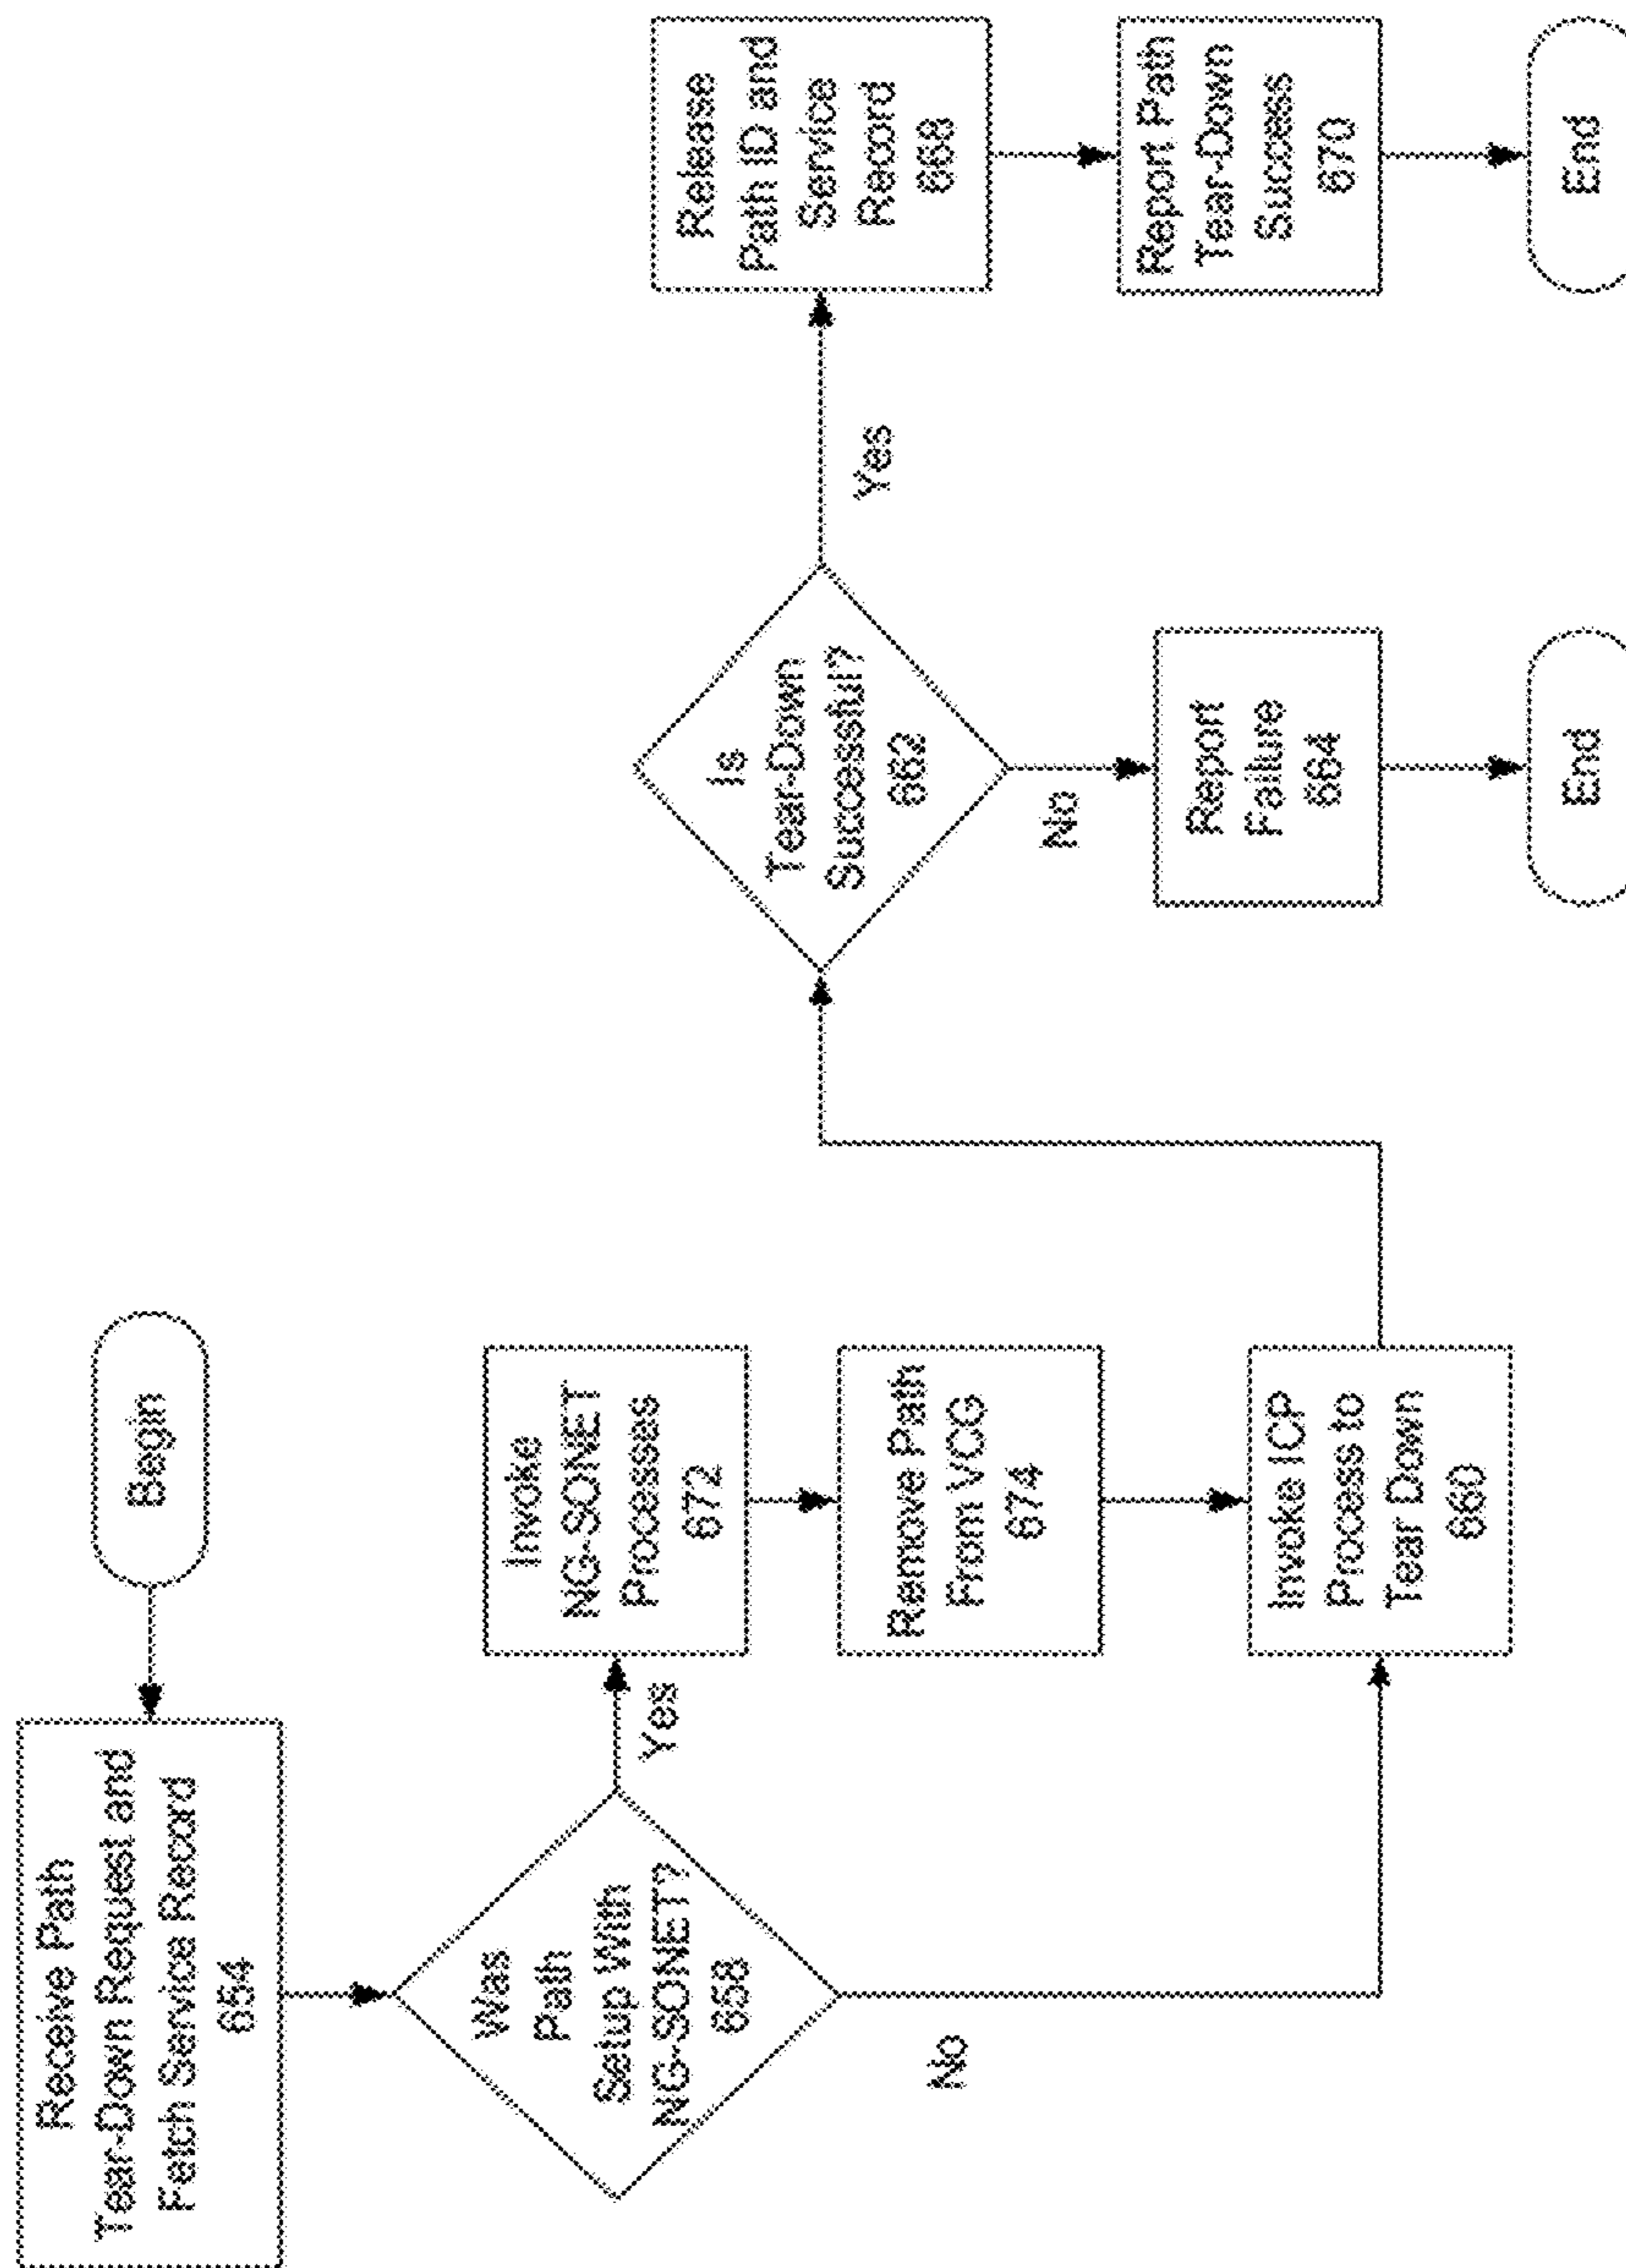 Begin
Receive Path
Tear-Down Request and
Fetch Service Record
654
Was
Path
Setup With
NG-SONET?
658
Yes
No
Invoke
NG-SONET
Processes
672
Remove Path
From VCG
674
Invoke ICP
Process to
Tear Down
660
Is
Tear-Down
Successful?
662
Yes
No
Report
Failure
664
End
Release
Path ID and
Service
Record
668
Report Path
Tear-Down
Success
670
End